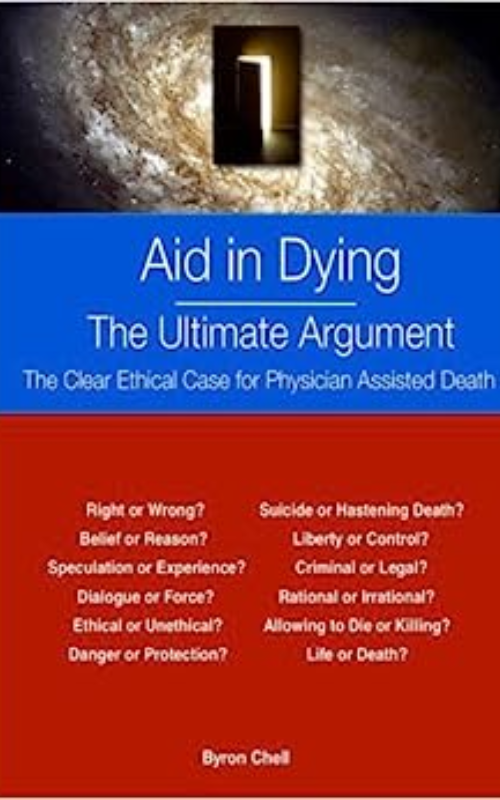 Aid in Dying
The Ultimate Argument
The Clear Ethical Case for Physician Assisted Death
Right or Wrong?
Belief or Reason?
Speculation or Experience?
Dialogue or Force?
Ethical or Unethical?
Danger or Protection?
Suicide or Hastening Death?
Liberty or Control?
Criminal or Legal?
Rational or Irrational?
Allowing to Die or Killing?
Life or Death?
Byron Chell